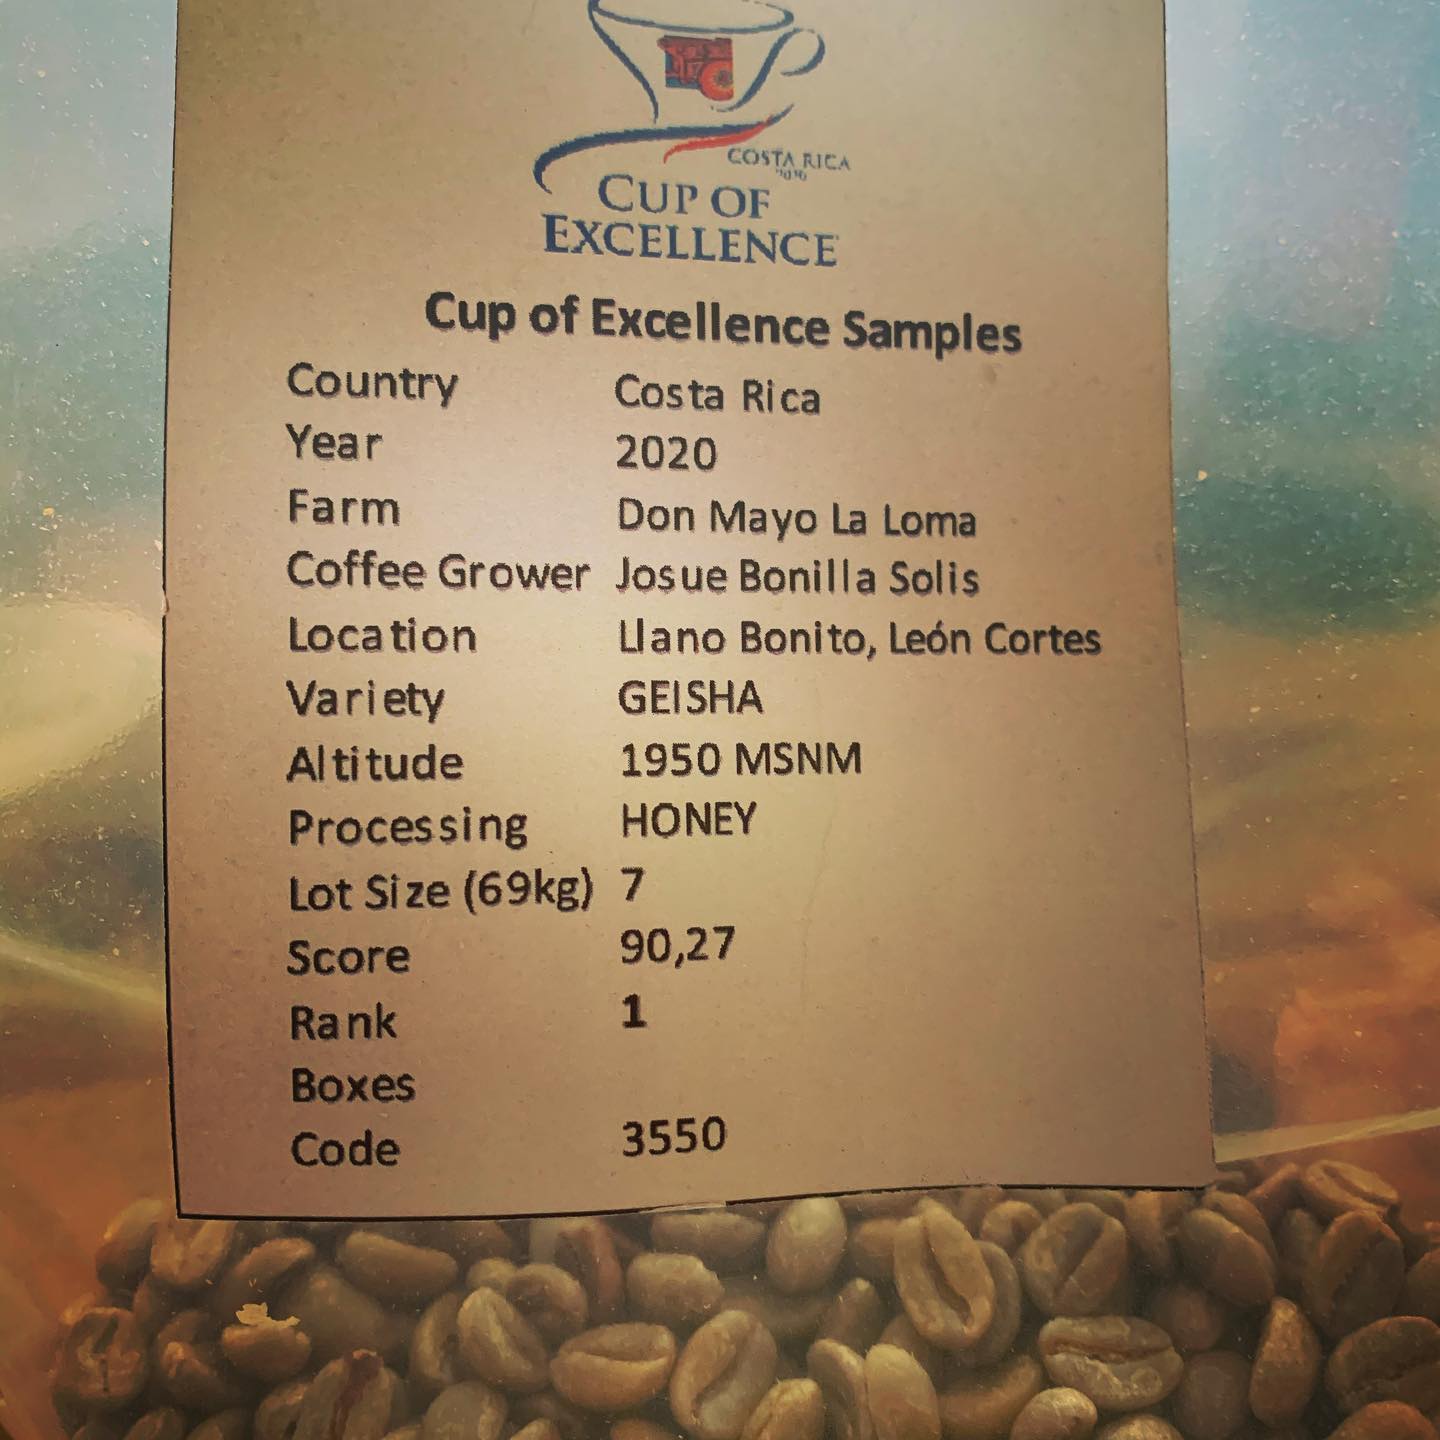 COSTA RICA
CUP OF
EXCELLENCE
Cup of Excellence Samples
Country Costa Rica
Year 2020
Farm Don Mayo La Loma
Coffee Grower Josue Bonilla Solis
Location Llano Bonito, León Cortes
Variety GEISHA
Altitude 1950 MSNM
Processing HONEY
Lot Size (69kg) 7
Score 90,27
Rank 1
Boxes
Code 3550